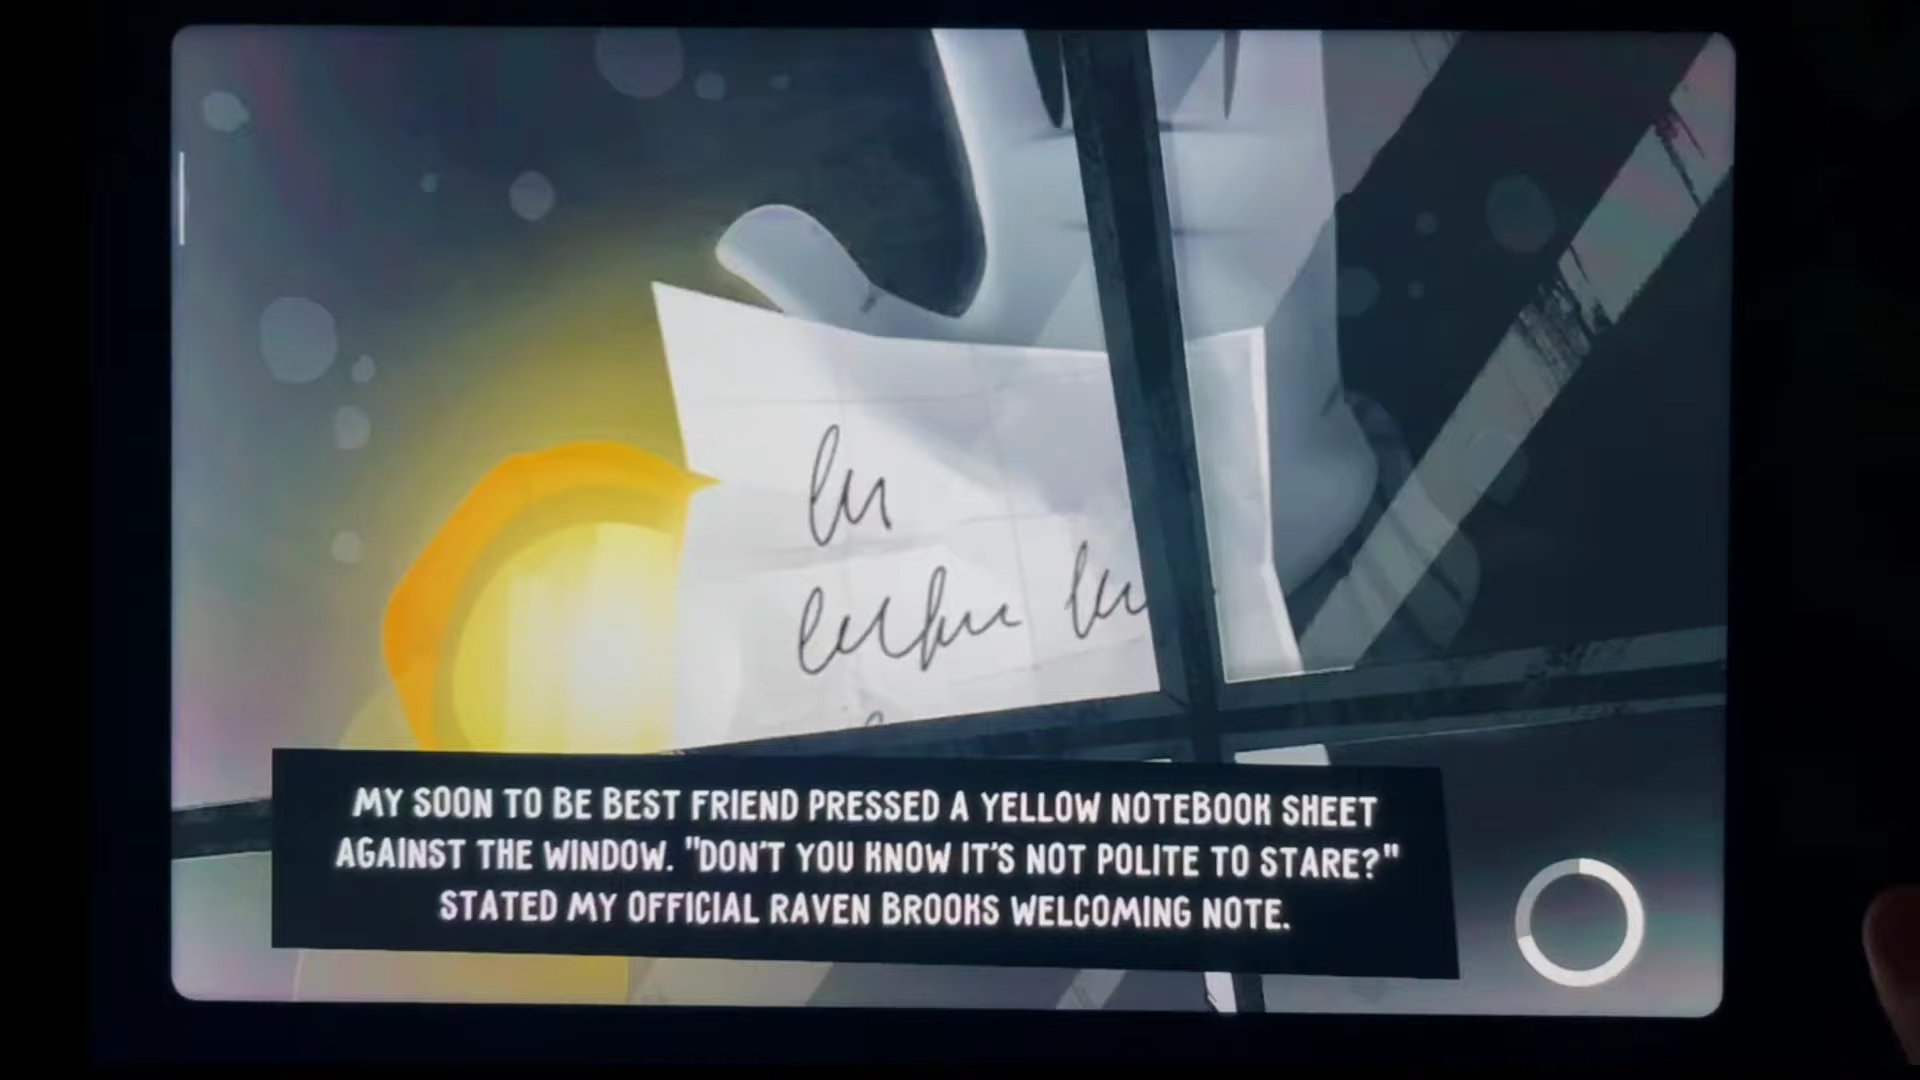 MY SOON TO BE BEST FRIEND PRESSED A YELLOW NOTEBOOK SHEET
AGAINST THE WINDOW. "DON'T YOU KNOW IT'S NOT POLITE TO STARE?"
STATED MY OFFICIAL RAVEN BROOKS WELCOMING NOTE.